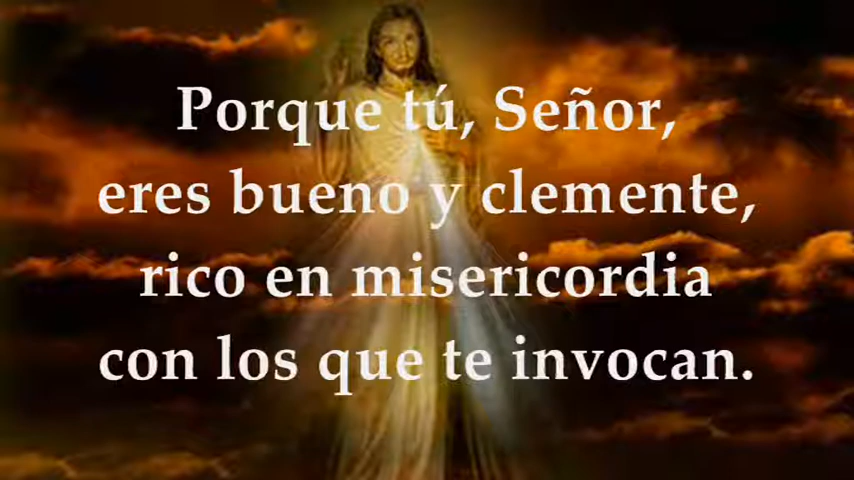 Porque tú, Señor,
eres bueno y clemente,
rico en misericordia
con los que te invocan.